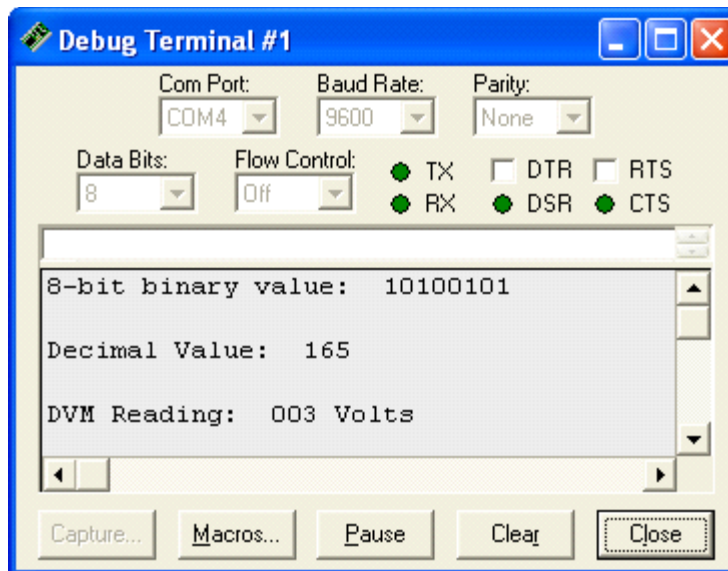 Debug Terminal #1
Com Port: Baud Rate: Parity:
COM4 9600 None
Data Bits: Flow Control: TX DTR RTS
8 Off RX DSR CTS
8-bit binary value:  10100101
Decimal Value:  165
DVM Reading:  003 Volts
Capture... Macros... Pause Clear Close